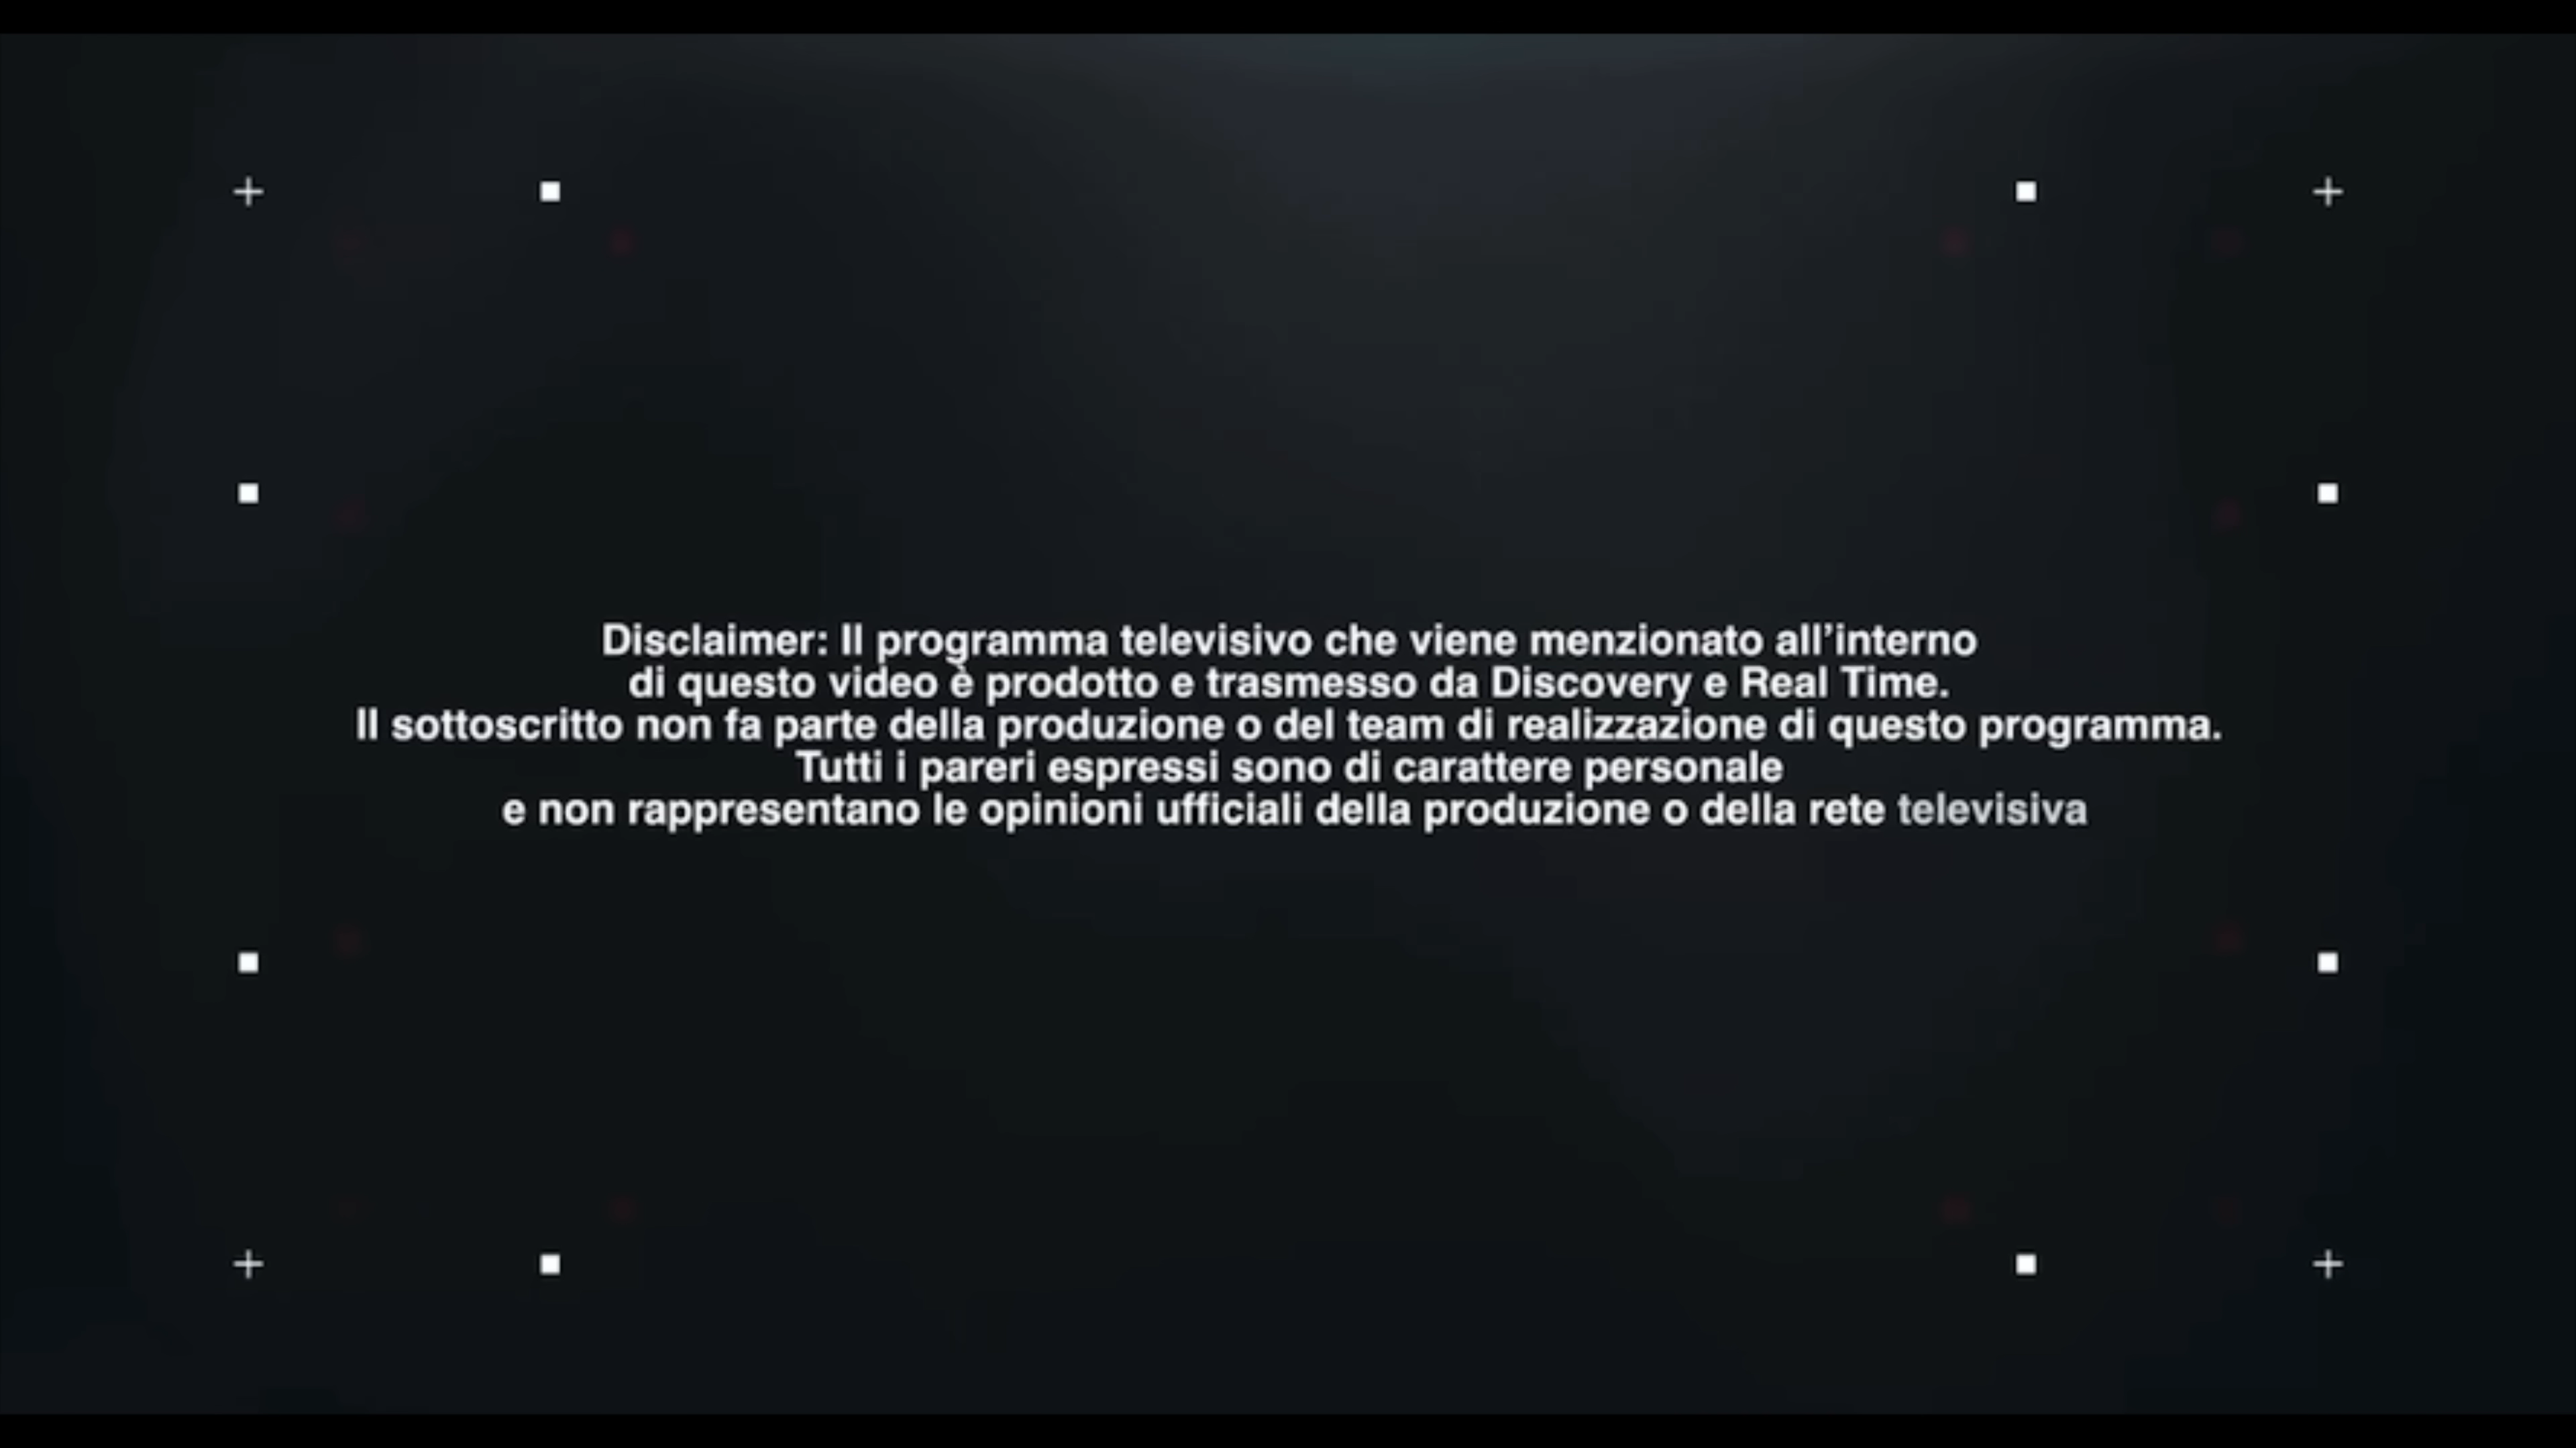 Disclaimer: Il programma televisivo che viene menzionato all’interno
di questo video è prodotto e trasmesso da Discovery e Real Time.
Il sottoscritto non fa parte della produzione o del team di realizzazione di questo programma.
Tutti i pareri espressi sono di carattere personale
e non rappresentano le opinioni ufficiali della produzione o della rete televisiva